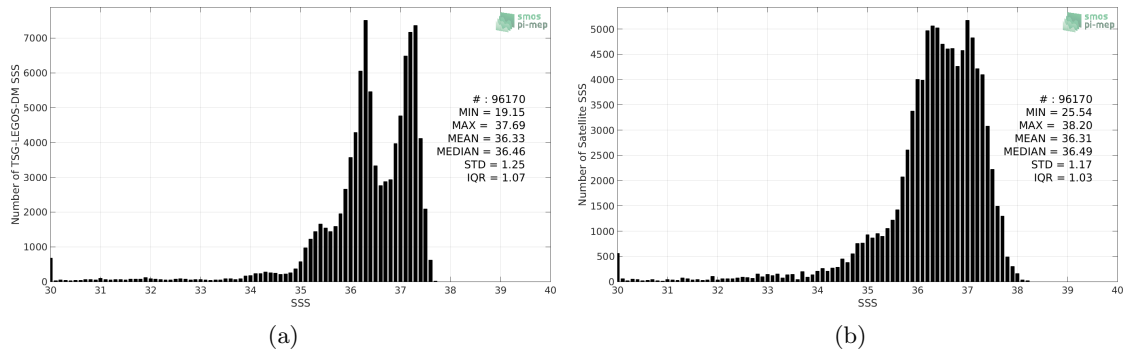 smos
pi-mep
Number of TSG-LEGOS-DM SSS
7000
6000
5000
4000
3000
2000
1000
0
# : 96170
MIN = 19.15
MAX = 37.69
MEAN = 36.33
MEDIAN = 36.46
STD = 1.25
IQR = 1.07
30 31 32 33 34 35 36 37 38 39 40
SSS
(a)
smos
pi-mep
Number of Satellite SSS
5000
4500
4000
3500
3000
2500
2000
1500
1000
500
0
# : 96170
MIN = 25.54
MAX = 38.20
MEAN = 36.31
MEDIAN = 36.49
STD = 1.17
IQR = 1.03
30 31 32 33 34 35 36 37 38 39 40
SSS
(b)